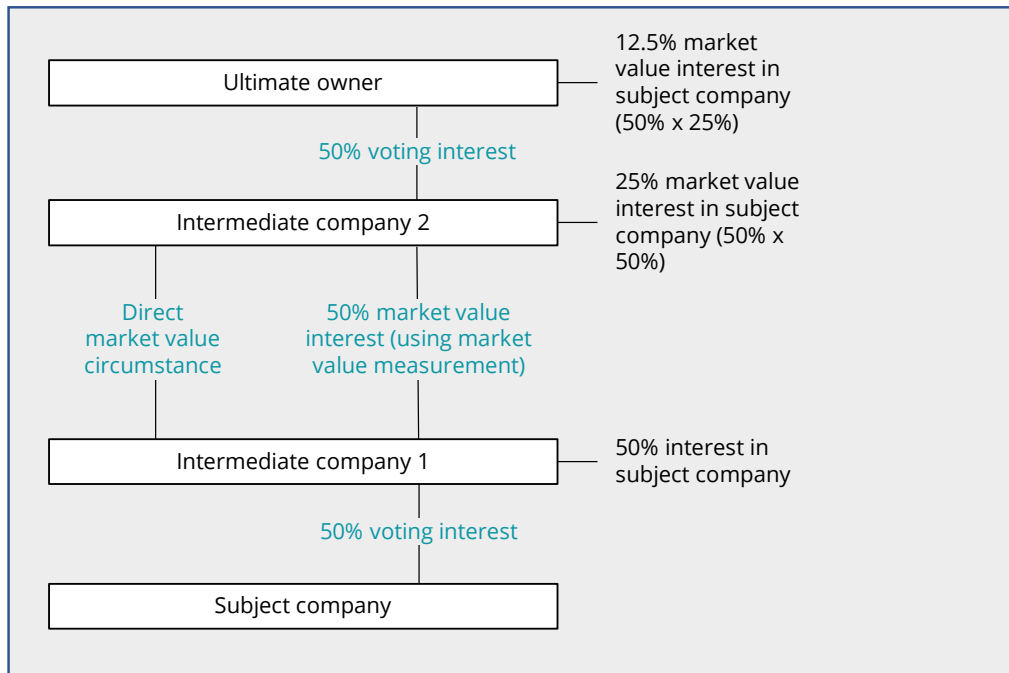 12.5% market
value interest in
subject company
(50% x 25%)
Ultimate owner
50% voting interest
25% market value
interest in subject
company (50% x
50%)
Intermediate company 2
Direct
market value
circumstance
50% market value
interest (using market
value measurement)
Intermediate company 1
50% interest in
subject company
50% voting interest
Subject company